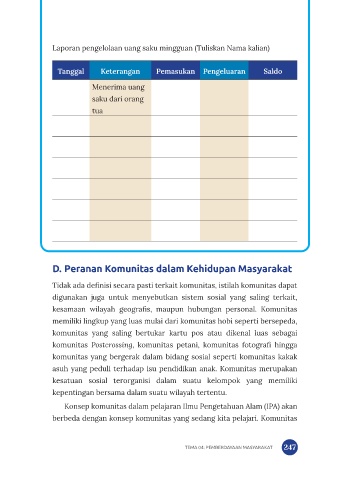 Laporan pengelolaan uang saku mingguan (Tuliskan Nama kalian)
Tanggal Keterangan Pemasukan Pengeluaran Saldo
Menerima uang
saku dari orang
tua
D. Peranan Komunitas dalam Kehidupan Masyarakat
Tidak ada definisi secara pasti terkait komunitas, istilah komunitas dapat
digunakan juga untuk menyebutkan sistem sosial yang saling terkait,
kesamaan wilayah geografis, maupun hubungan personal. Komunitas
memiliki lingkup yang luas mulai dari komunitas hobi seperti bersepeda,
komunitas yang saling bertukar kartu pos atau dikenal luas sebagai
komunitas Postcrossing, komunitas petani, komunitas fotografi hingga
komunitas yang bergerak dalam bidang sosial seperti komunitas kakak
asuh yang peduli terhadap isu pendidikan anak. Komunitas merupakan
kesatuan sosial terorganisi dalam suatu kelompok yang memiliki
kepentingan bersama dalam suatu wilayah tertentu.
Konsep komunitas dalam pelajaran Ilmu Pengetahuan Alam (IPA) akan
berbeda dengan konsep komunitas yang sedang kita pelajari. Komunitas
TEMA 04: PEMBERDAYAAN MASYARAKAT 247